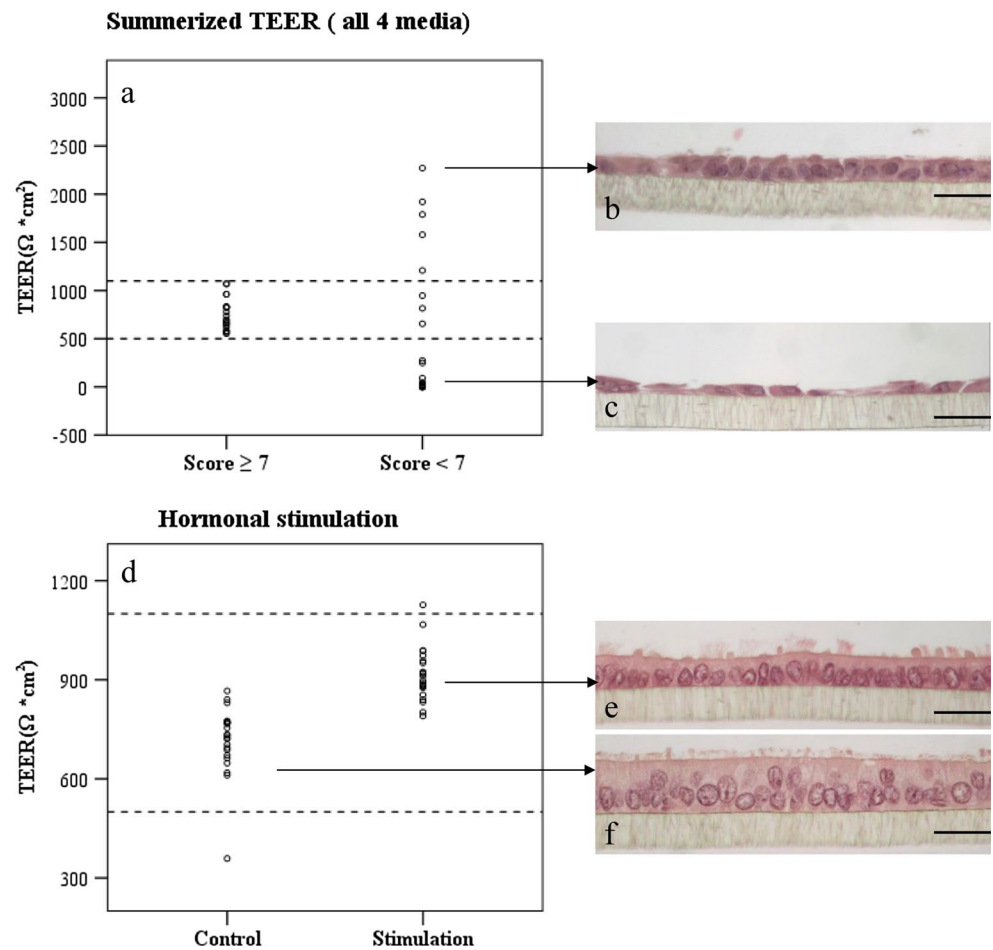 Summerized TEER ( all 4 media)
a
TEER(Ω *cm²)
3000
2500
2000
1500
1000
500
0
-500
Score ≥ 7
Score < 7
b
c
Hormonal stimulation
d
TEER(Ω *cm²)
1200
900
600
300
Control
Stimulation
e
f